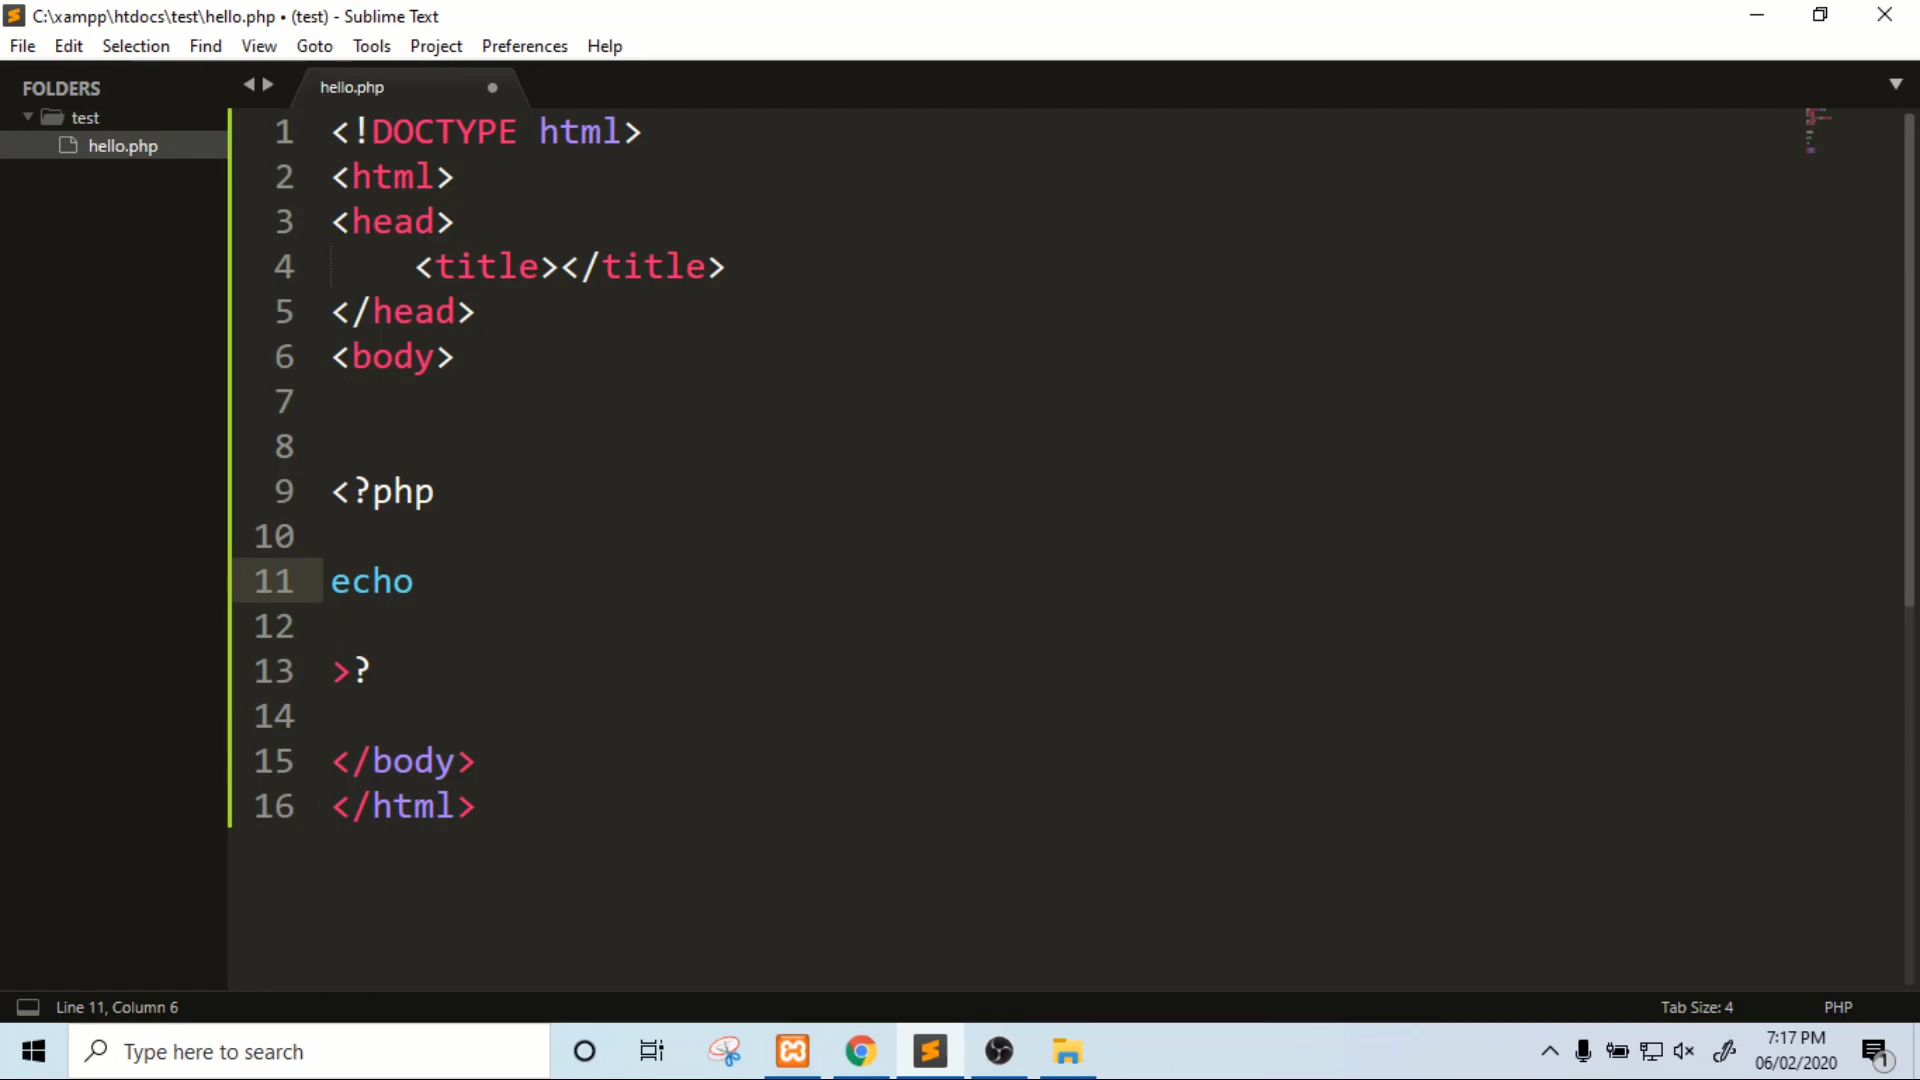 C:\xampp\htdocs\test\hello.php • (test) - Sublime Text
File Edit Selection Find View Goto Tools Project Preferences Help
FOLDERS
test
hello.php
hello.php
1 <!DOCTYPE html>
2 <html>
3 <head>
4 <title></title>
5 </head>
6 <body>
7
8
9 <?php
10
11 echo
12
13 >?
14
15 </body>
16 </html>
Line 11, Column 6
Tab Size: 4
PHP
Type here to search
7:17 PM
06/02/2020
1